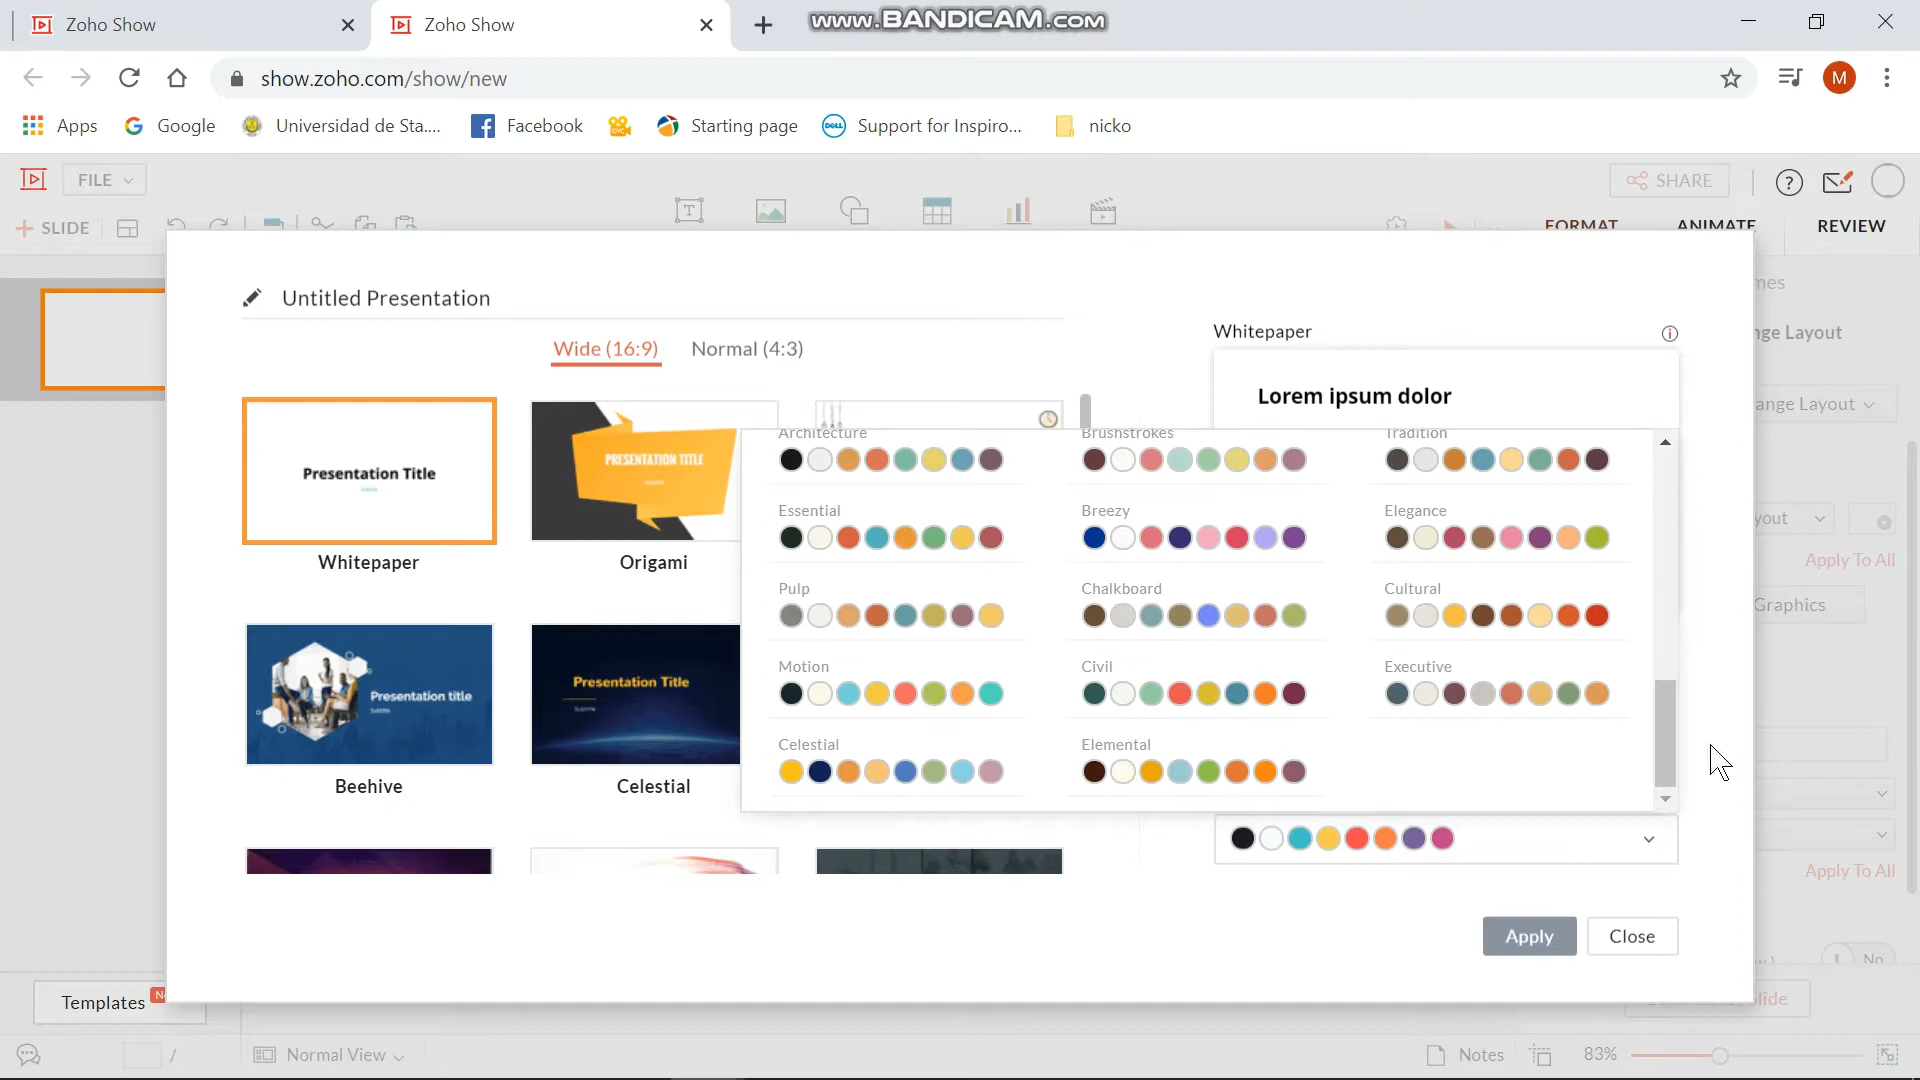 Zoho Show
Zoho Show
www.BANDICAM.com
show.zoho.com/show/new
M
Apps
Google
Universidad de Sta....
Facebook
Starting page
Support for Inspiro...
nicko
FILE
SHARE
SLIDE
FORMAT
ANIMATE
REVIEW
Untitled Presentation
Wide (16:9)
Normal (4:3)
Whitepaper
Lorem ipsum dolor
Presentation Title
PRESENTATION TITLE
Whitepaper
Origami
Presentation title
Subtitle
Presentation Title
Subtitle
Beehive
Celestial
Architecture
Brushstrokes
Tradition
Essential
Breezy
Elegance
Pulp
Chalkboard
Cultural
Motion
Civil
Executive
Celestial
Elemental
Apply
Close
Apply To All
Graphics
Apply To All
No
Templates
Normal View
/
Notes
83%